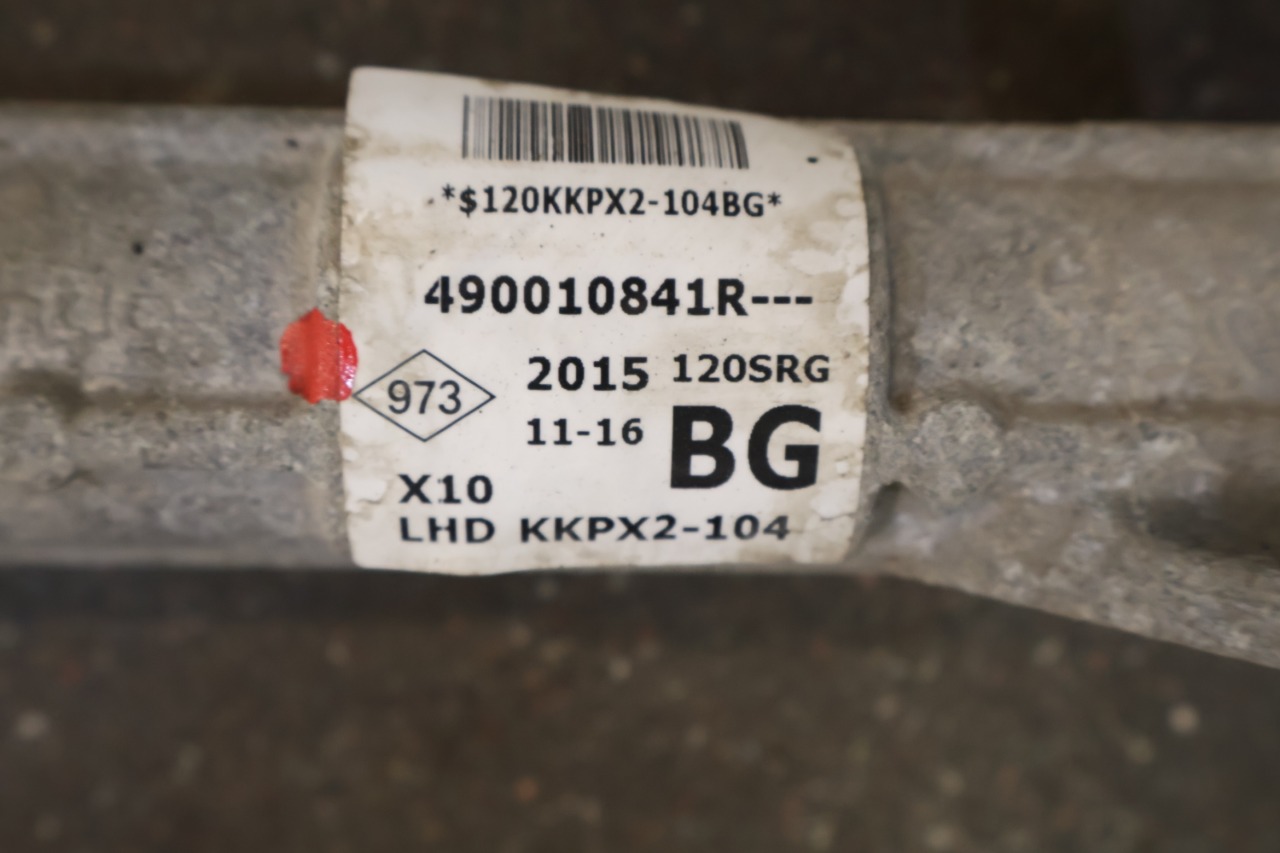 *$120KKPX2-104BG*
490010841R---
973 2015 120SRG
11-16 BG
X10
LHD KKPX2-104